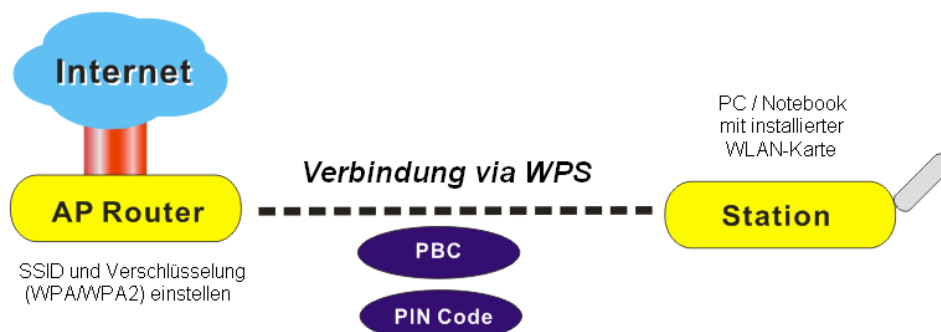 Internet
AP Router
SSID und Verschlüsselung
(WPA/WPA2) einstellen
Verbindung via WPS
PBC
PIN Code
PC / Notebook
mit installierter
WLAN-Karte
Station